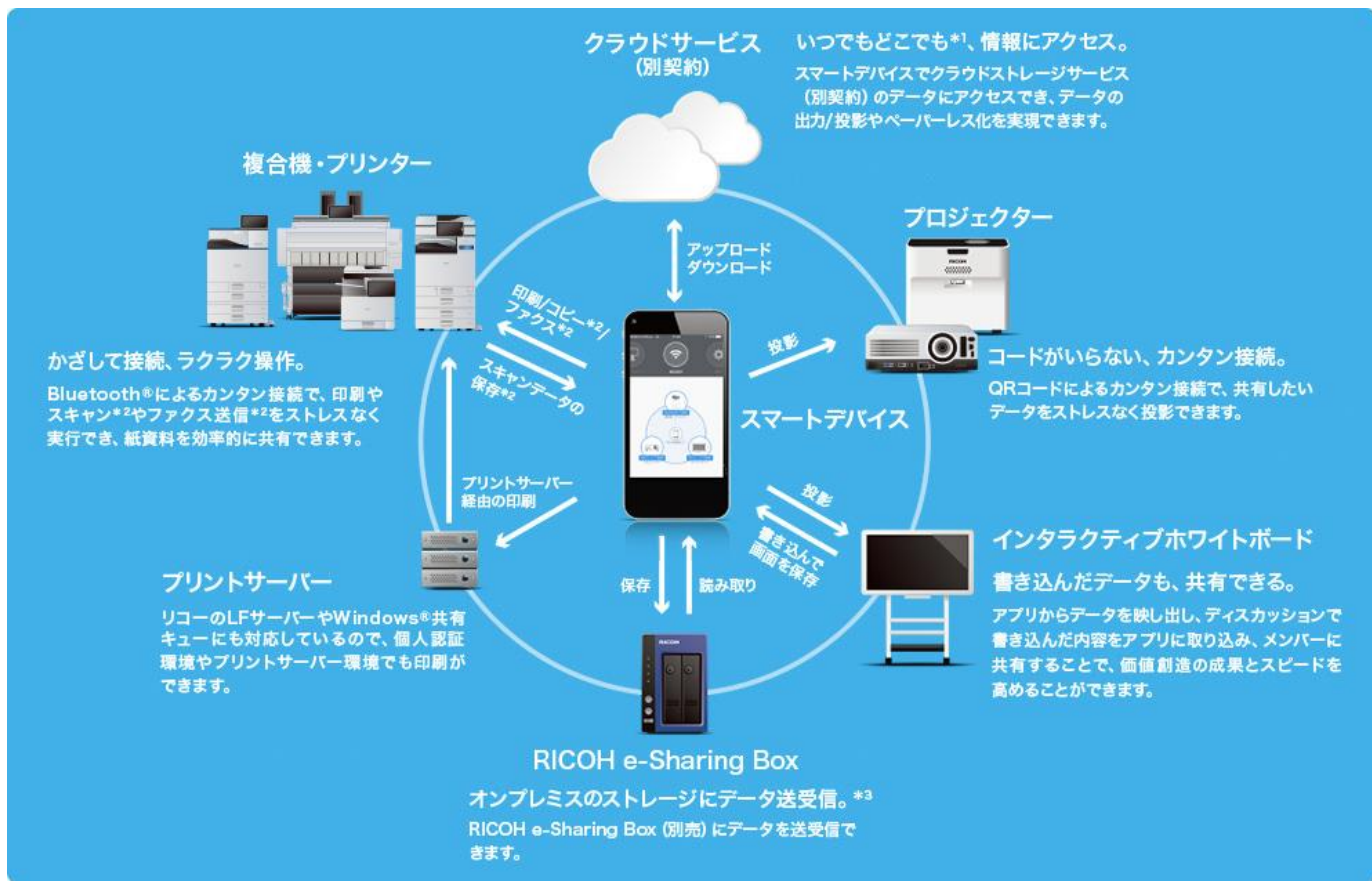 クラウドサービス
(別契約)
いつでもどこでも*1、情報にアクセス。
スマートデバイスでクラウドストレージサービス
(別契約)のデータにアクセスでき、データの
出力/投影やペーパーレス化を実現できます。
複合機・プリンター
プロジェクター
RICOH
アップロード
ダウンロード
印刷/コピー*2/
ファクス*2
スキャンデータの
保存*2
投影
かざして接続、ラクラク操作。
Bluetooth®によるカンタン接続で、印刷や
スキャン*2やファクス送信*2をストレスなく
実行でき、紙資料を効率的に共有できます。
コードがいらない、カンタン接続。
QRコードによるカンタン接続で、共有したい
データをストレスなく投影できます。
スマートデバイス
プリントサーバー
経由の印刷
投影
書き込んで
画面を保存
保存
読み取り
プリントサーバー
リコーのLFサーバーやWindows®共有
キューにも対応しているので、個人認証
環境やプリントサーバー環境でも印刷が
できます。
インタラクティブホワイトボード
書き込んだデータも、共有できる。
アプリからデータを映し出し、ディスカッションで
書き込んだ内容をアプリに取り込み、メンバーに
共有することで、価値創造の成果とスピードを
高めることができます。
RICOH
RICOH e-Sharing Box
オンプレミスのストレージにデータ送受信。*3
RICOH e-Sharing Box (別売) にデータを送受信で
きます。